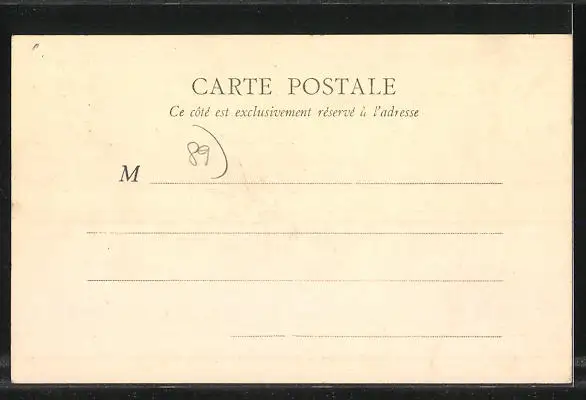 CARTE POSTALE
Ce côté est exclusivement réservé à l'adresse
89)
M